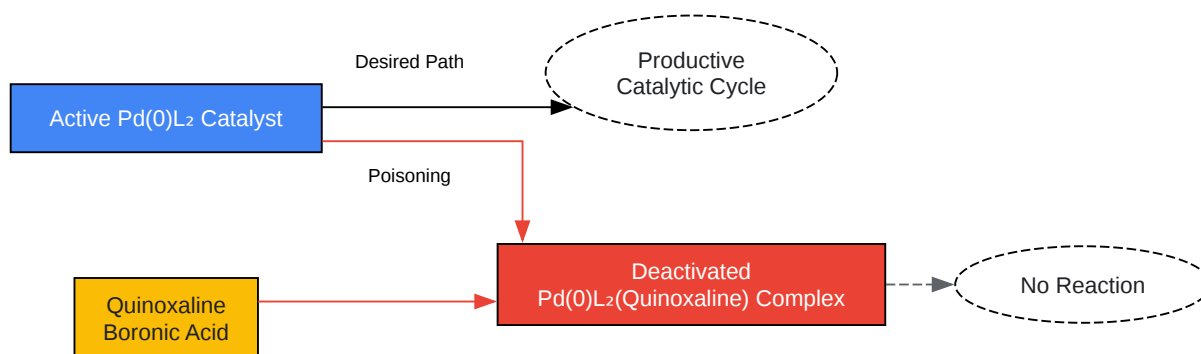 Desired Path
Productive
Catalytic Cycle
Active Pd(0)L₂ Catalyst
Poisoning
Deactivated
Pd(0)L₂(Quinoxaline) Complex
No Reaction
Quinoxaline
Boronic Acid